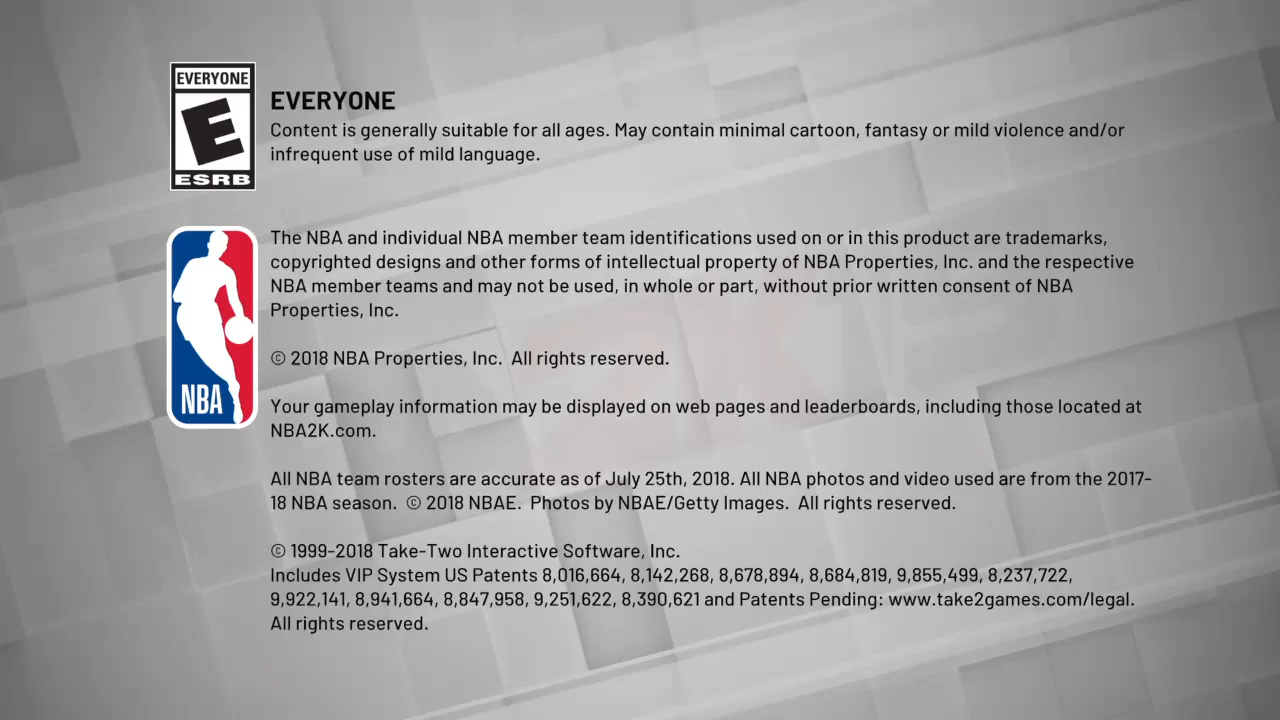 EVERYONE
E
ESRB
EVERYONE
Content is generally suitable for all ages. May contain minimal cartoon, fantasy or mild violence and/or
infrequent use of mild language.
The NBA and individual NBA member team identifications used on or in this product are trademarks,
copyrighted designs and other forms of intellectual property of NBA Properties, Inc. and the respective
NBA member teams and may not be used, in whole or part, without prior written consent of NBA
Properties, Inc.
© 2018 NBA Properties, Inc.  All rights reserved.
NBA
Your gameplay information may be displayed on web pages and leaderboards, including those located at
NBA2K.com.
All NBA team rosters are accurate as of July 25th, 2018. All NBA photos and video used are from the 2017-
18 NBA season.  © 2018 NBAE.  Photos by NBAE/Getty Images.  All rights reserved.
© 1999-2018 Take-Two Interactive Software, Inc.
Includes VIP System US Patents 8,016,664, 8,142,268, 8,678,894, 8,684,819, 9,855,499, 8,237,722,
9,922,141, 8,941,664, 8,847,958, 9,251,622, 8,390,621 and Patents Pending: www.take2games.com/legal.
All rights reserved.